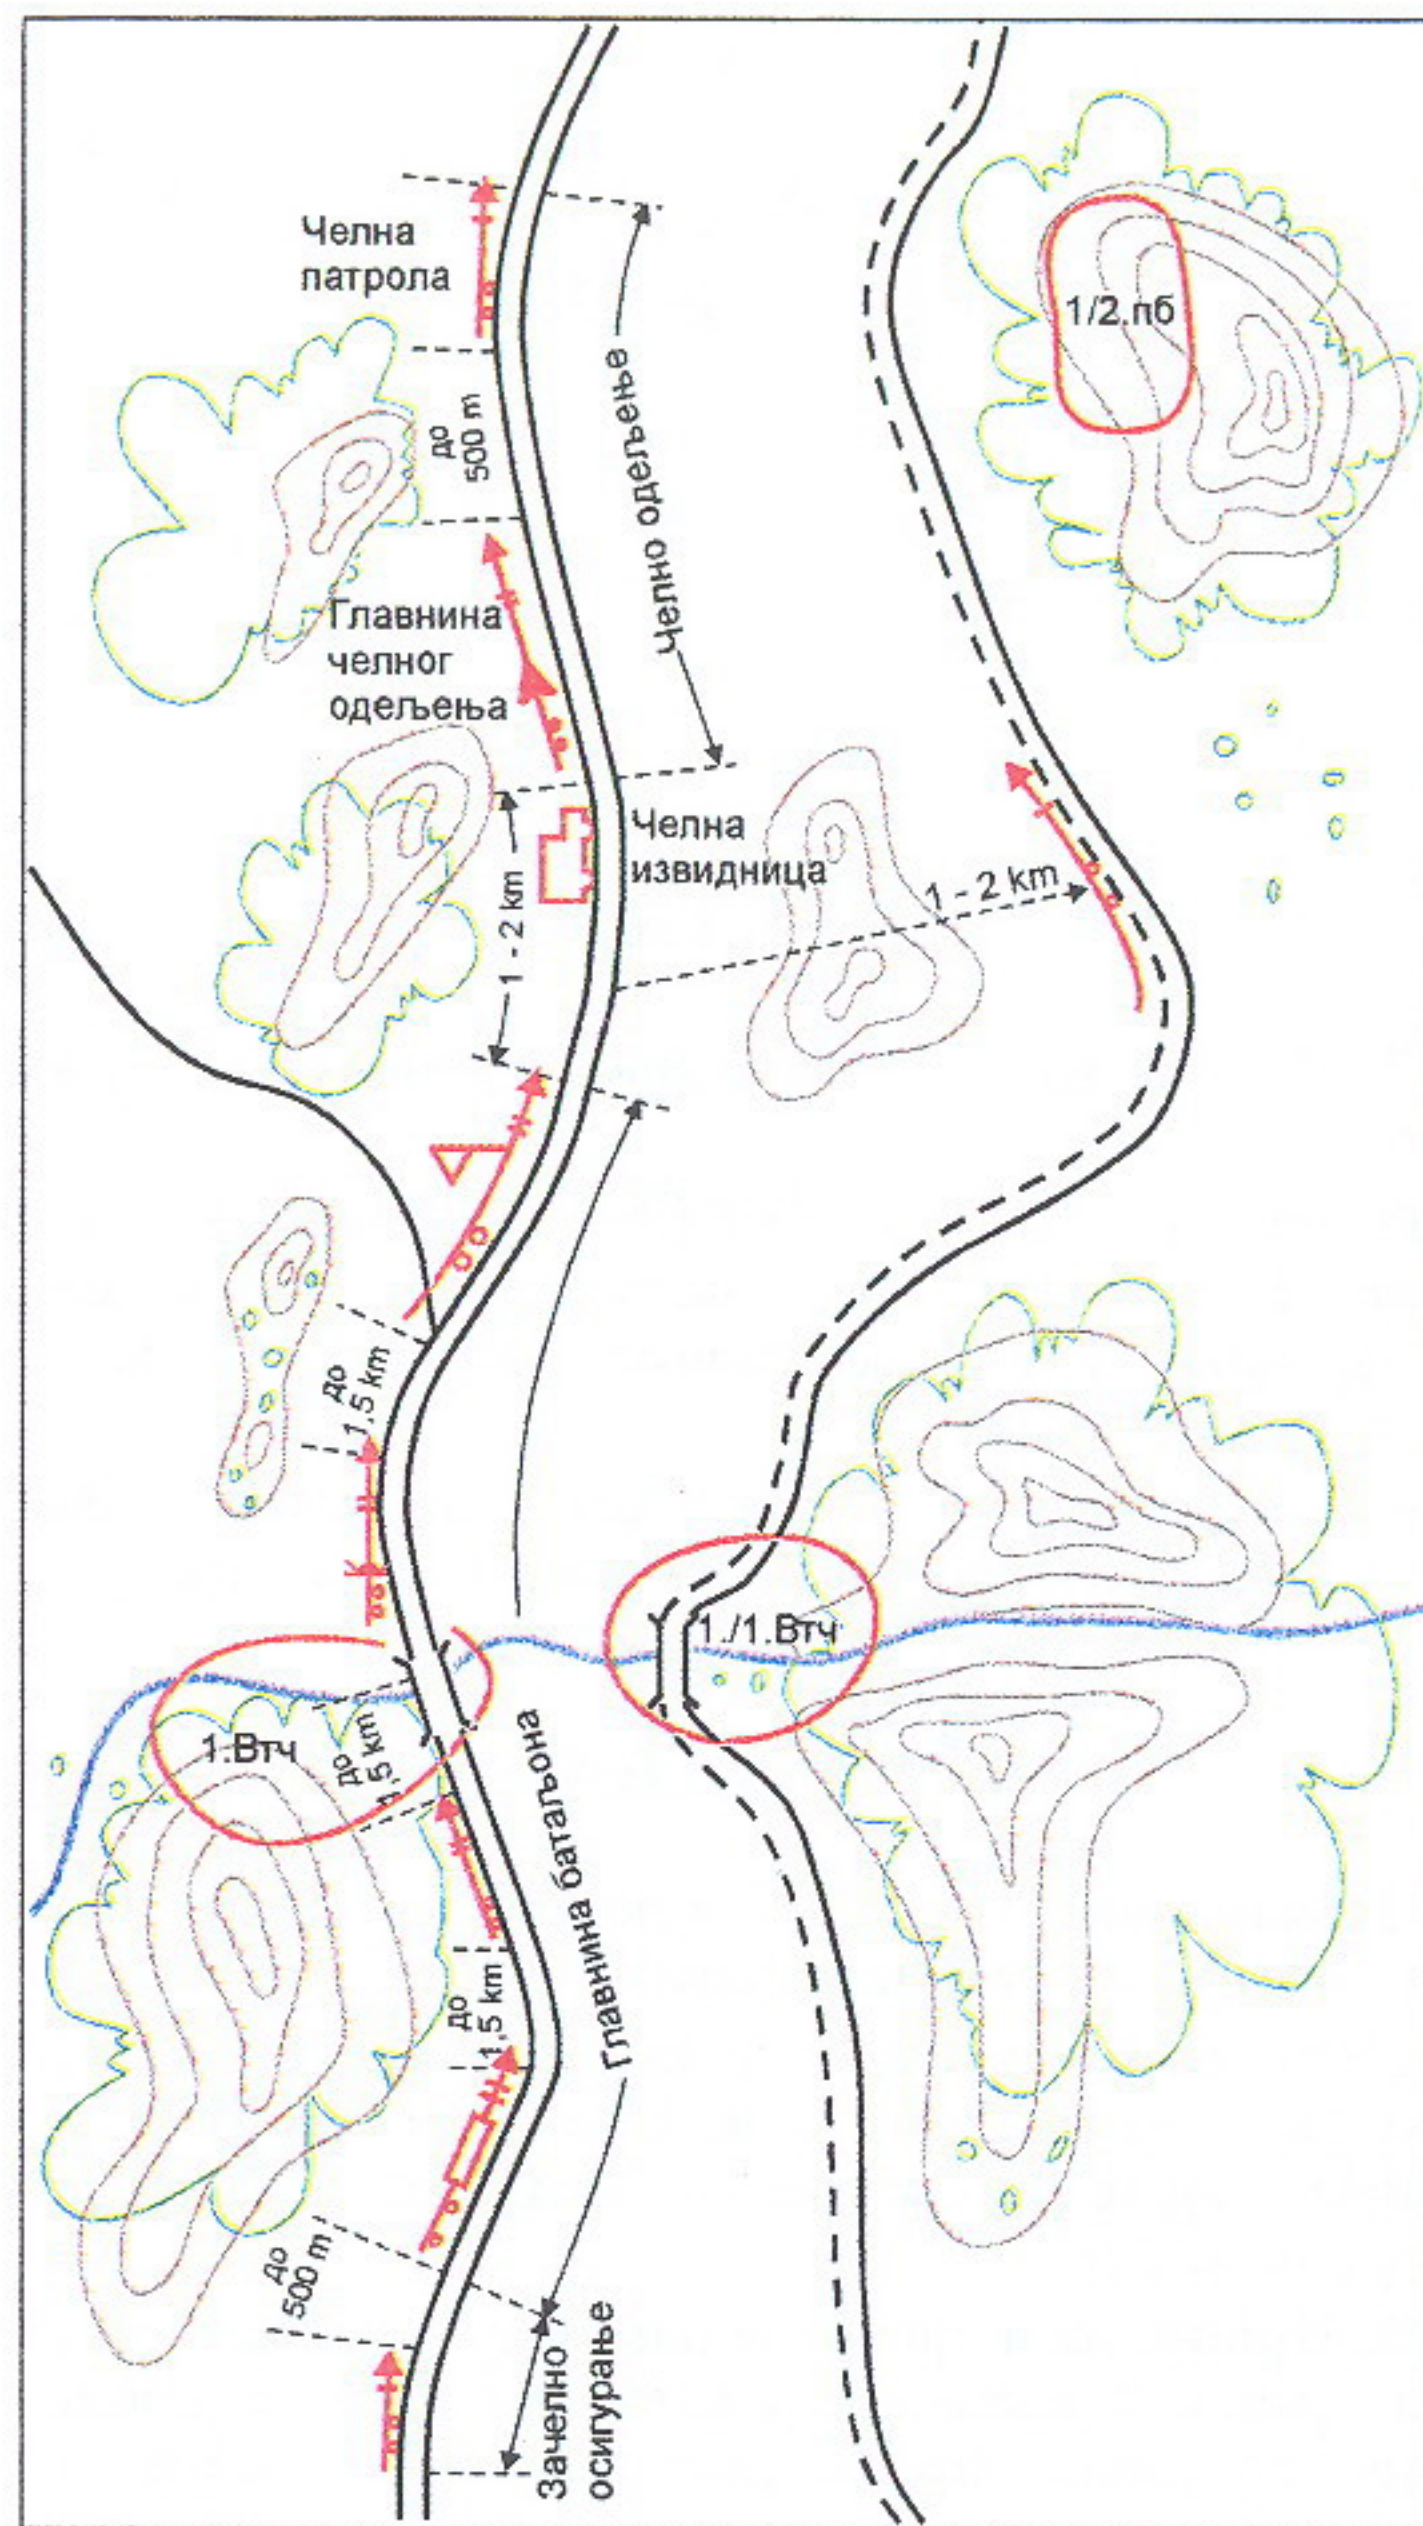 Челна
патрола
1/2.пб
до
500 m
Челно одељење
Главнина
челног
одељења
Челна
извидница
1 - 2 km
1 - 2 km
до
1,5 km
1./1.Втч
1.Втч
до
1,5 km
Главнина батаљона
до
1,5 km
до
500 m
Зачелно
осигурање